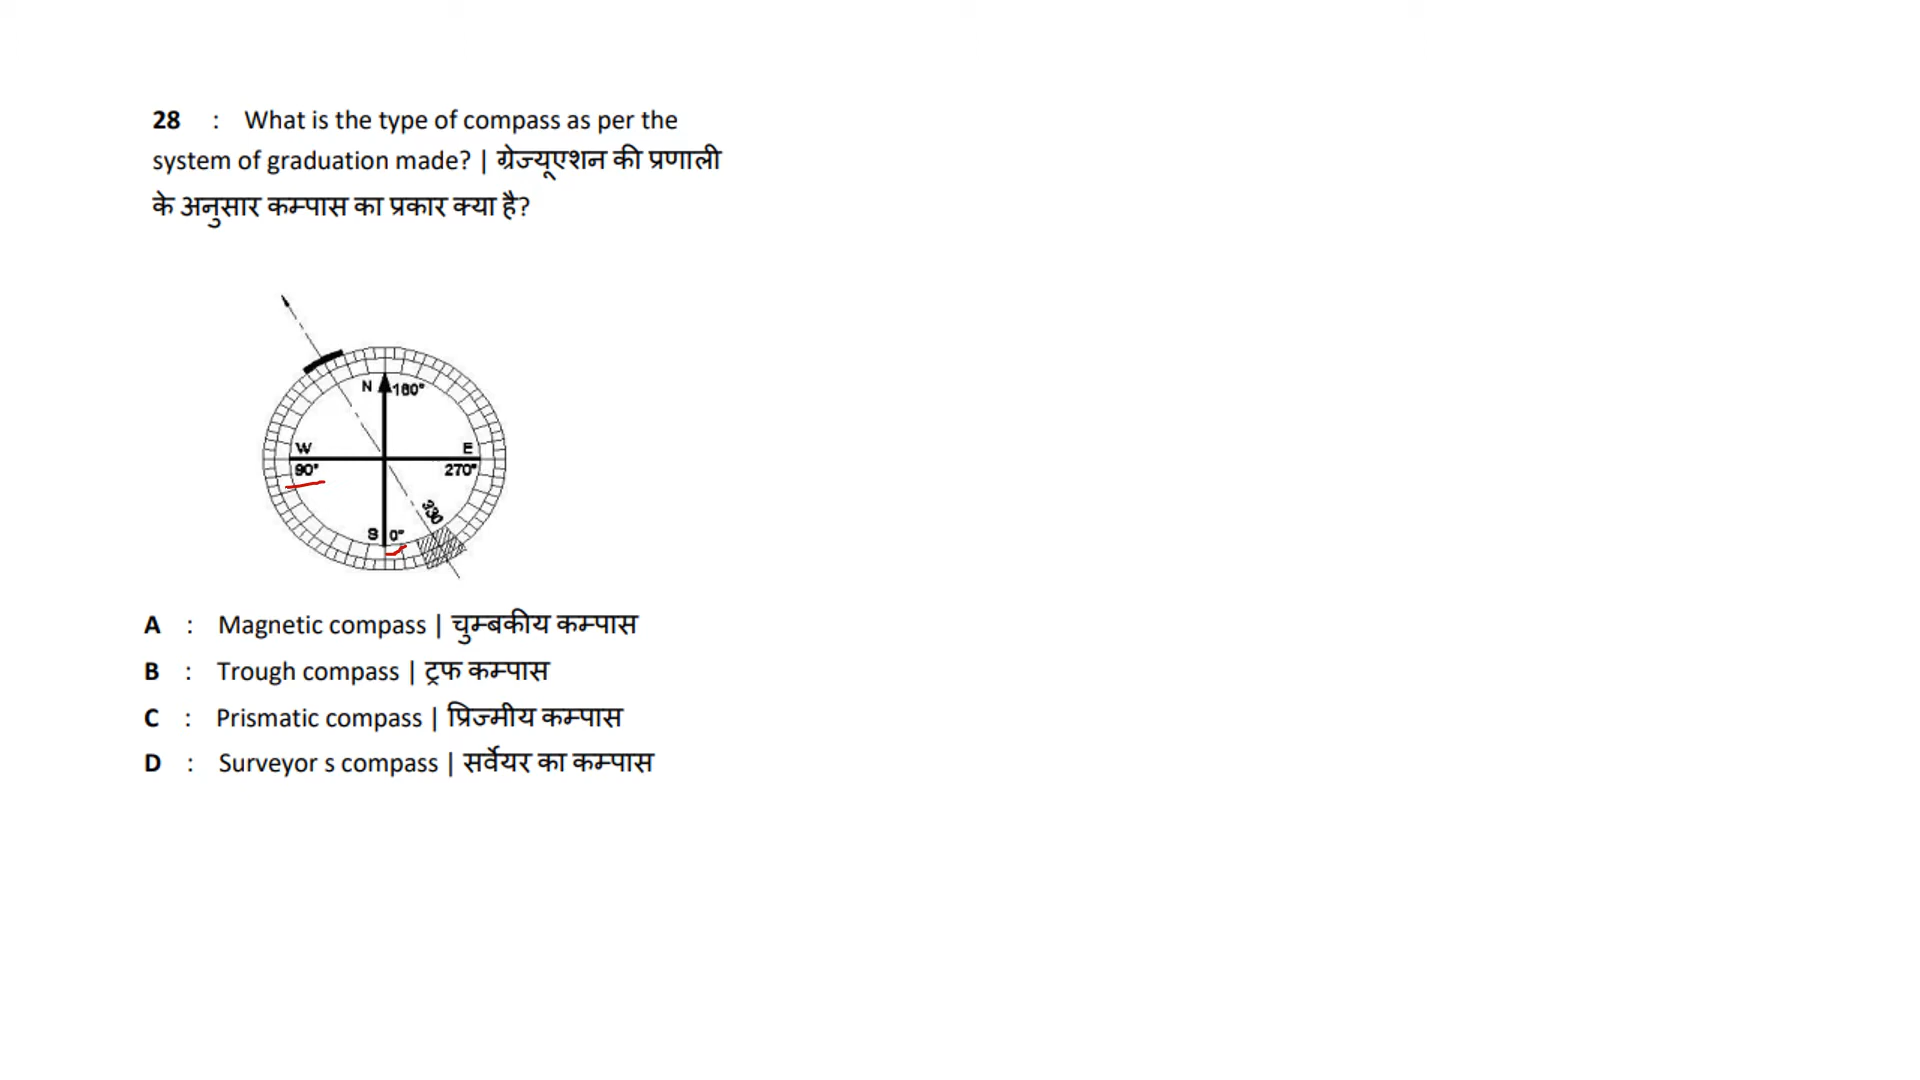 28 : What is the type of compass as per the
system of graduation made? | ग्रेज्यूएशन की प्रणाली
के अनुसार कम्पास का प्रकार क्या है?
N 180°
W E
90° 270°
330
S 0°
A : Magnetic compass | चुम्बकीय कम्पास
B : Trough compass | ट्रफ कम्पास
C : Prismatic compass | प्रिज्मीय कम्पास
D : Surveyor s compass | सर्वेयर का कम्पास